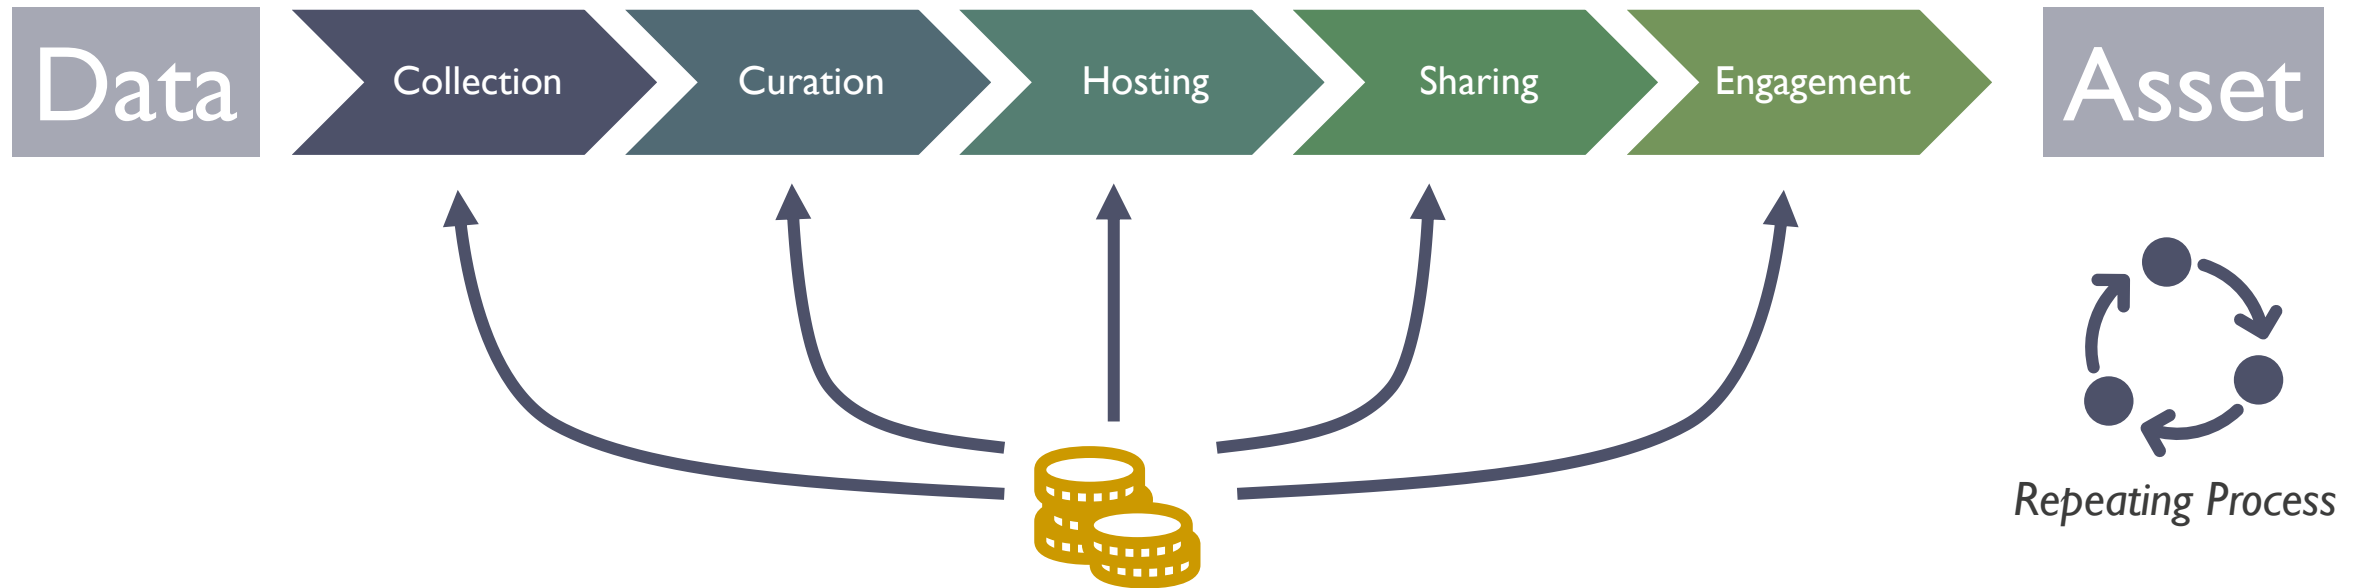 Data
Collection
Curation
Hosting
Sharing
Engagement
Asset
Repeating Process